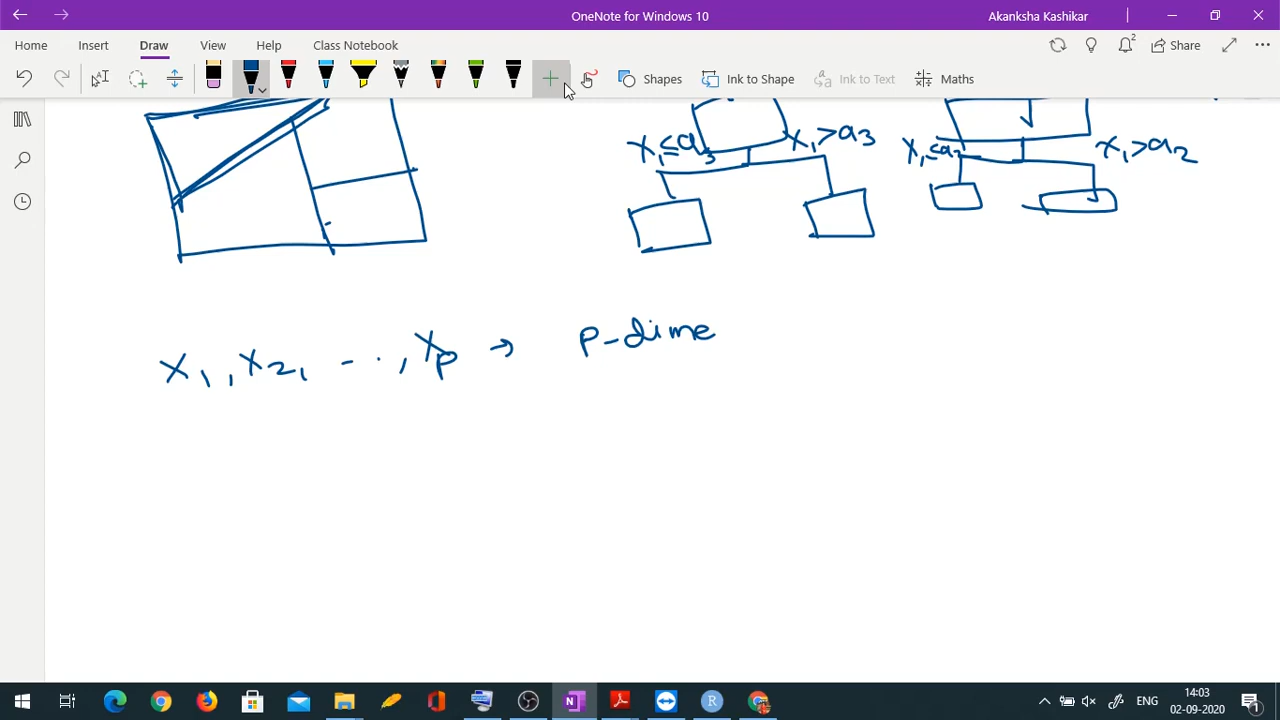 OneNote for Windows 10
Akanksha Kashikar
Home Insert Draw View Help Class Notebook
Share
Shapes Ink to Shape Ink to Text Maths
X₁≤a₃ X₁>a₃ X₁≤a₂ X₁>a₂
X₁, X₂, - . ., Xp → p-dime
ENG
14:03
02-09-2020